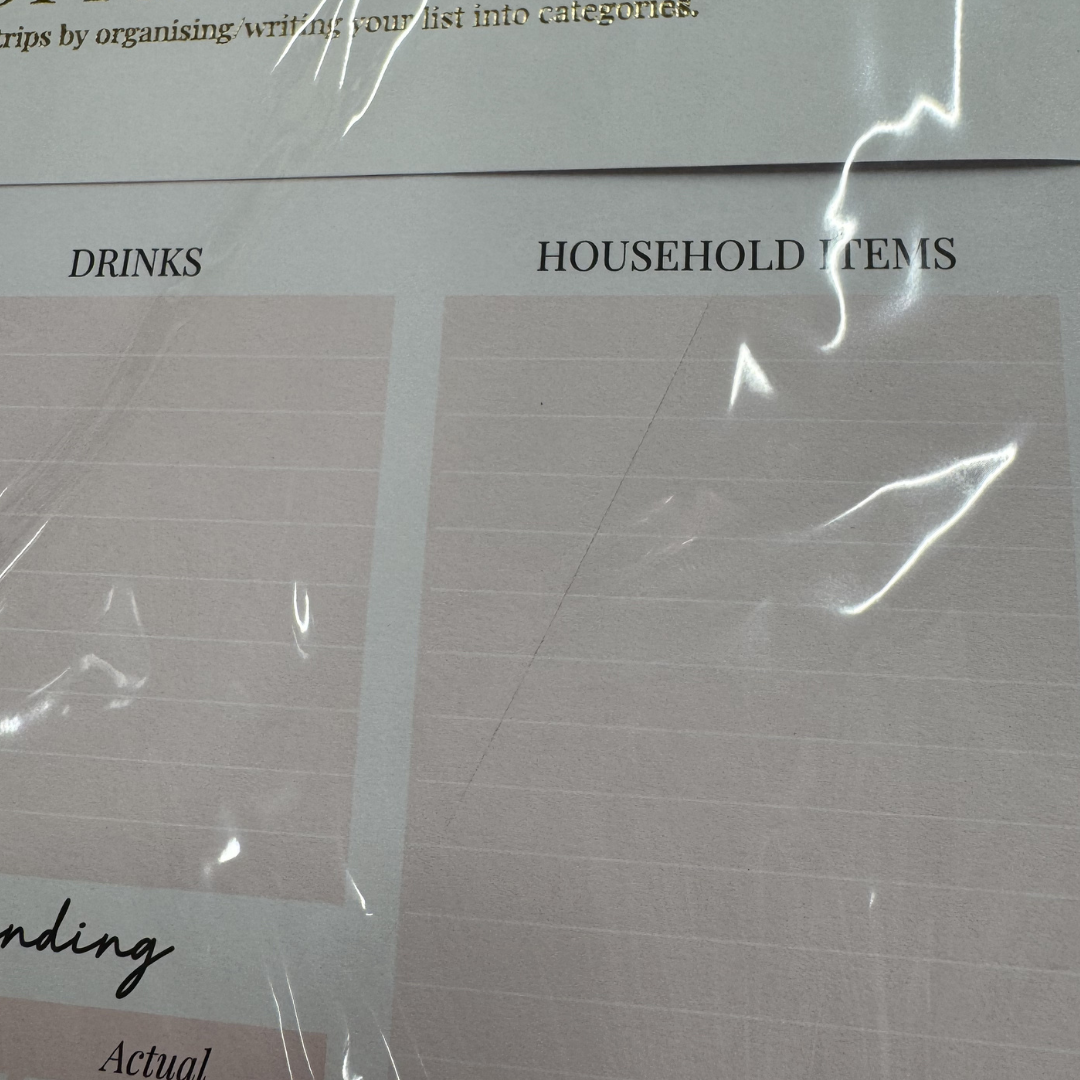 trips by organising/writing your list into categories.
DRINKS
HOUSEHOLD ITEMS
nding
Actual